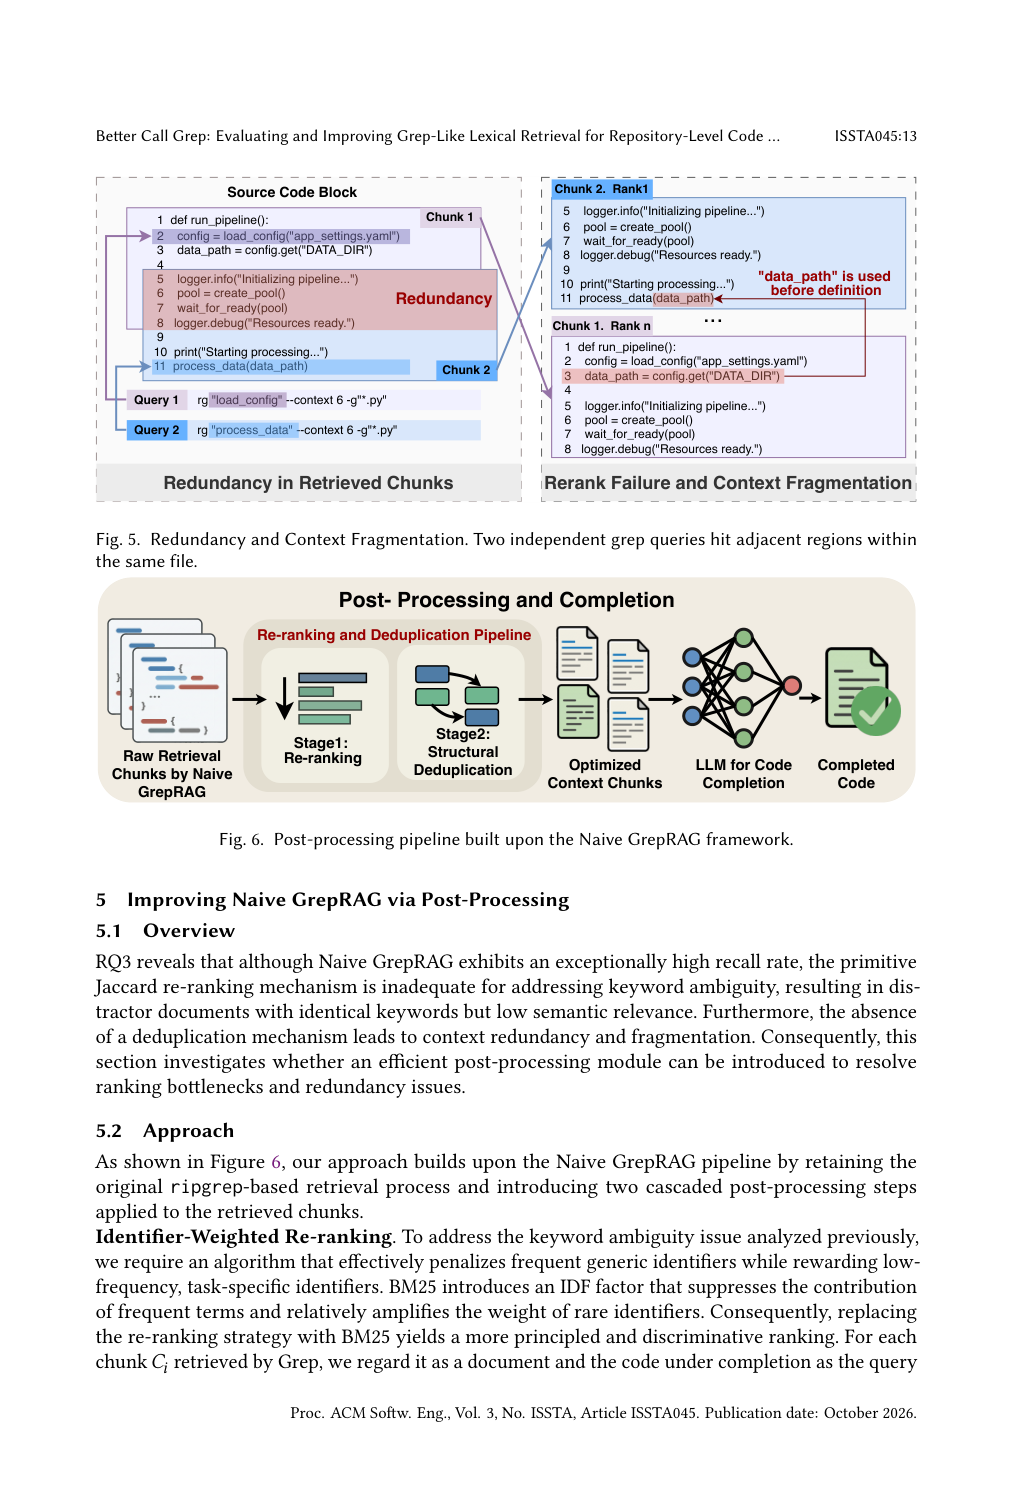 Better Call Grep: Evaluating and Improving Grep-Like Lexical Retrieval for Repository-Level Code ... ISSTA045:13
Source Code Block
Chunk 1
1 def run_pipeline():
2 config = load_config("app_settings.yaml")
3 data_path = config.get("DATA_DIR")
4
5 logger.info("Initializing pipeline...")
6 pool = create_pool()
7 wait_for_ready(pool)
8 logger.debug("Resources ready.")
Redundancy
9
10 print("Starting processing...")
11 process_data(data_path)
Chunk 2
Query 1 rg "load_config" --context 6 -g"*.py"
Query 2 rg "process_data" --context 6 -g"*.py"
Redundancy in Retrieved Chunks
Chunk 2. Rank1
5 logger.info("Initializing pipeline...")
6 pool = create_pool()
7 wait_for_ready(pool)
8 logger.debug("Resources ready.")
9
10 print("Starting processing...")
11 process_data(data_path)
"data_path" is used
before definition
...
Chunk 1. Rank n
1 def run_pipeline():
2 config = load_config("app_settings.yaml")
3 data_path = config.get("DATA_DIR")
4
5 logger.info("Initializing pipeline...")
6 pool = create_pool()
7 wait_for_ready(pool)
8 logger.debug("Resources ready.")
Rerank Failure and Context Fragmentation
Fig. 5. Redundancy and Context Fragmentation. Two independent grep queries hit adjacent regions within
the same file.
Post- Processing and Completion
Re-ranking and Deduplication Pipeline
Raw Retrieval
Chunks by Naive
GrepRAG
Stage1:
Re-ranking
Stage2:
Structural
Deduplication
Optimized
Context Chunks
LLM for Code
Completion
Completed
Code
Fig. 6. Post-processing pipeline built upon the Naive GrepRAG framework.
5 Improving Naive GrepRAG via Post-Processing
5.1 Overview
RQ3 reveals that although Naive GrepRAG exhibits an exceptionally high recall rate, the primitive
Jaccard re-ranking mechanism is inadequate for addressing keyword ambiguity, resulting in dis-
tractor documents with identical keywords but low semantic relevance. Furthermore, the absence
of a deduplication mechanism leads to context redundancy and fragmentation. Consequently, this
section investigates whether an efficient post-processing module can be introduced to resolve
ranking bottlenecks and redundancy issues.
5.2 Approach
As shown in Figure 6, our approach builds upon the Naive GrepRAG pipeline by retaining the
original ripgrep-based retrieval process and introducing two cascaded post-processing steps
applied to the retrieved chunks.
Identifier-Weighted Re-ranking. To address the keyword ambiguity issue analyzed previously,
we require an algorithm that effectively penalizes frequent generic identifiers while rewarding low-
frequency, task-specific identifiers. BM25 introduces an IDF factor that suppresses the contribution
of frequent terms and relatively amplifies the weight of rare identifiers. Consequently, replacing
the re-ranking strategy with BM25 yields a more principled and discriminative ranking. For each
chunk Ci retrieved by Grep, we regard it as a document and the code under completion as the query
Proc. ACM Softw. Eng., Vol. 3, No. ISSTA, Article ISSTA045. Publication date: October 2026.